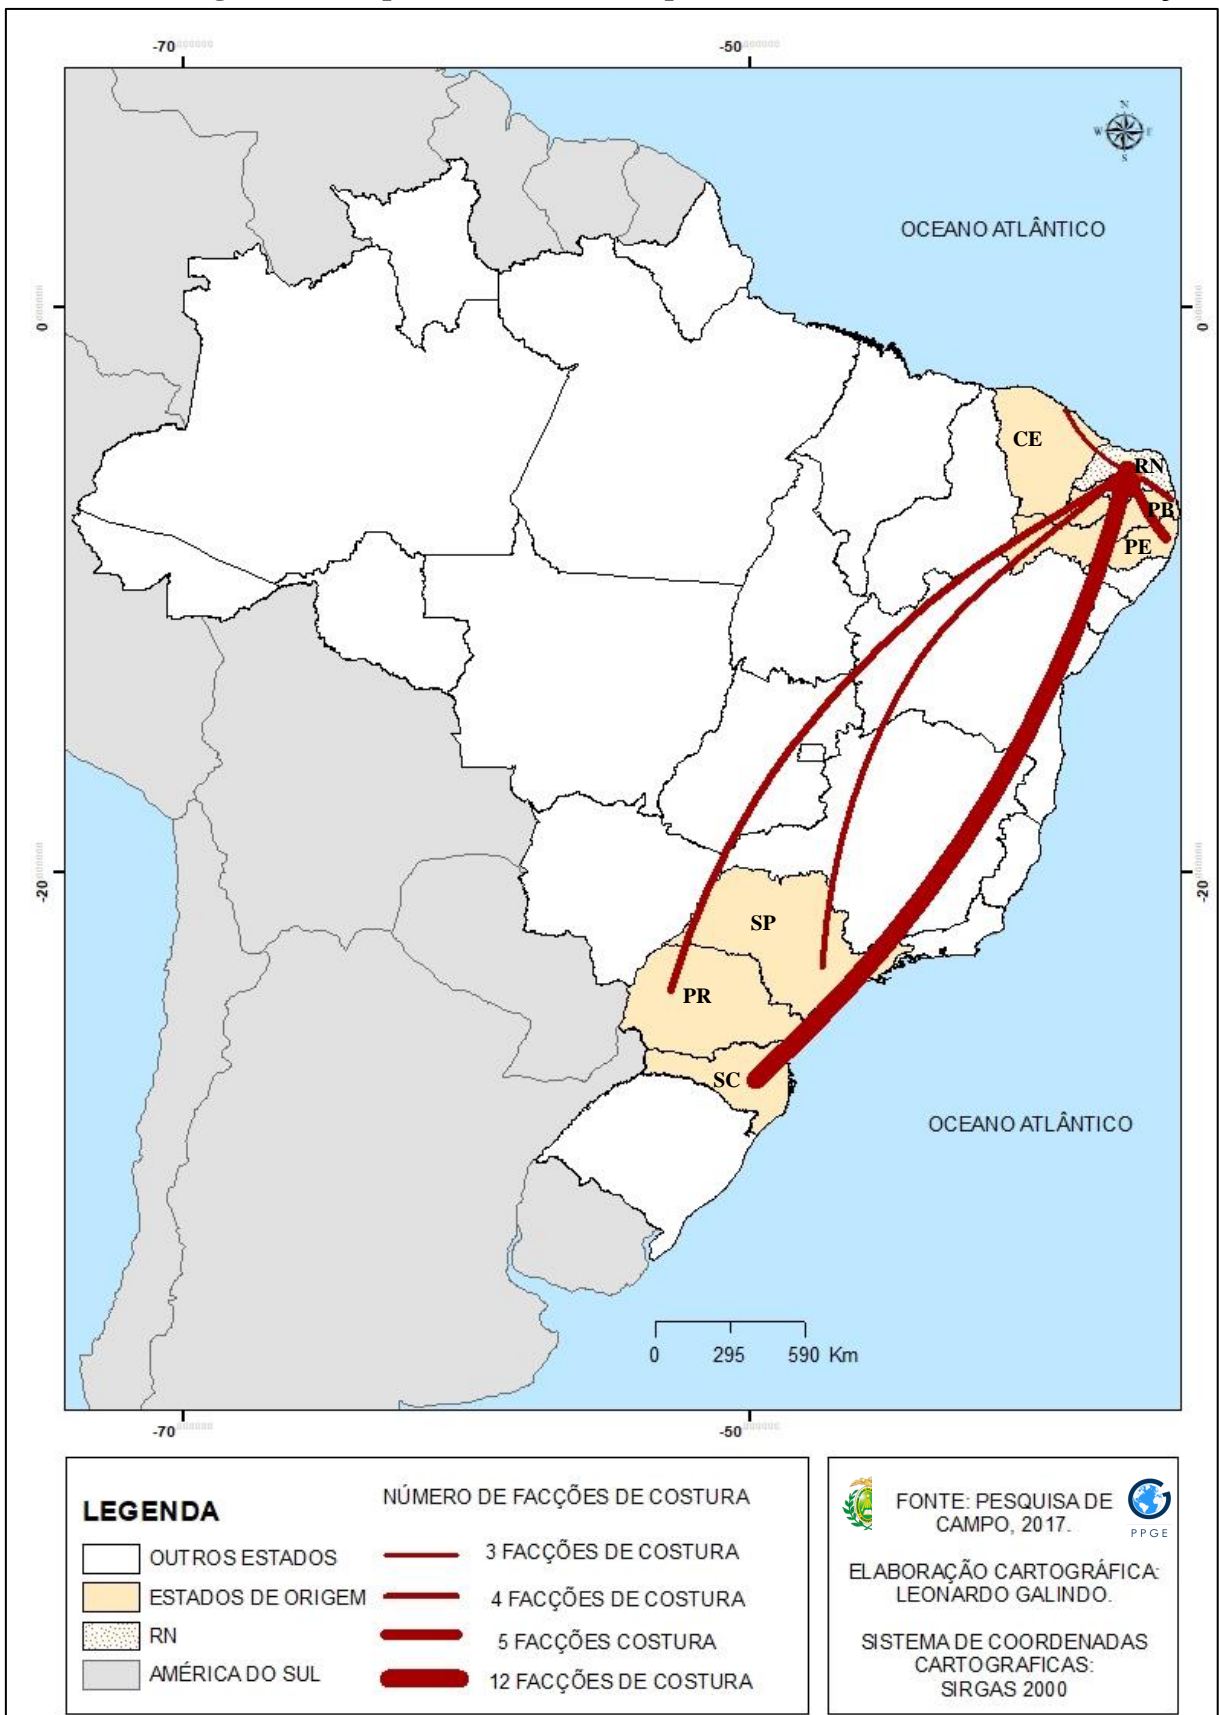 -70
-50
N
W
E
S
OCEANO ATLÂNTICO
0
0
CE
RN
PB
PE
-20
-20
SP
PR
SC
OCEANO ATLÂNTICO
0 295 590 Km
-70
-50
LEGENDA
OUTROS ESTADOS
ESTADOS DE ORIGEM
RN
AMÉRICA DO SUL
NÚMERO DE FACÇÕES DE COSTURA
3 FACÇÕES DE COSTURA
4 FACÇÕES DE COSTURA
5 FACÇÕES COSTURA
12 FACÇÕES DE COSTURA
FONTE: PESQUISA DE
CAMPO, 2017.
PPGE
ELABORAÇÃO CARTOGRÁFICA:
LEONARDO GALINDO.
SISTEMA DE COORDENADAS
CARTOGRAFICAS:
SIRGAS 2000